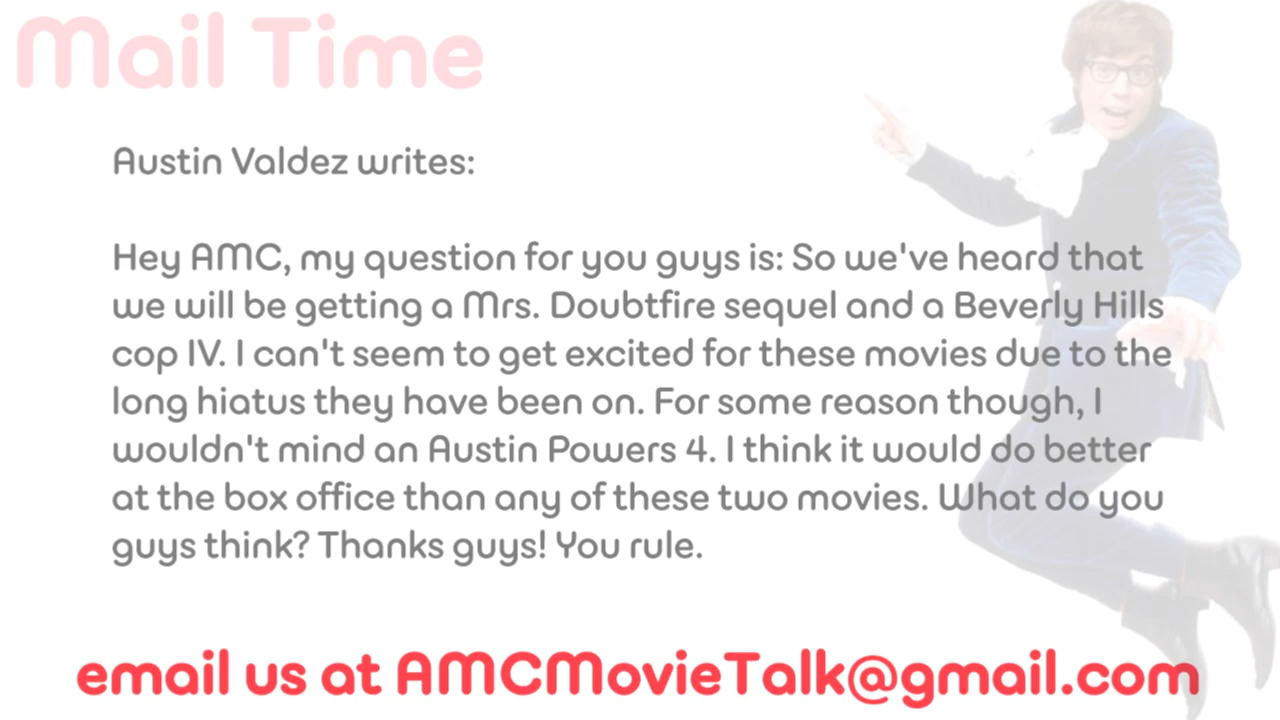 Mail Time
Austin Valdez writes:
Hey AMC, my question for you guys is: So we've heard that
we will be getting a Mrs. Doubtfire sequel and a Beverly Hills
cop IV. I can't seem to get excited for these movies due to the
long hiatus they have been on. For some reason though, I
wouldn't mind an Austin Powers 4. I think it would do better
at the box office than any of these two movies. What do you
guys think? Thanks guys! You rule.
email us at AMCMovieTalk@gmail.com